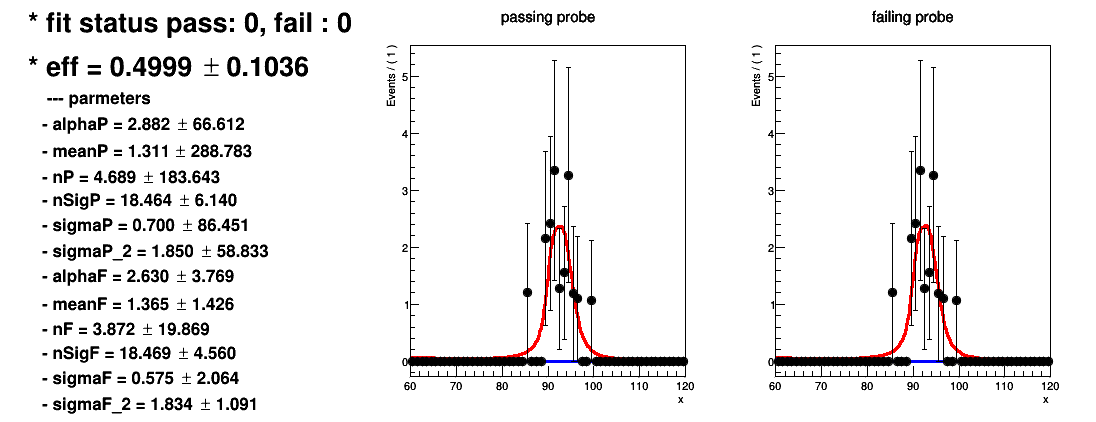 * fit status pass: 0, fail : 0
* eff = 0.4999 ± 0.1036
--- parmeters
- alphaP = 2.882 ± 66.612
- meanP = 1.311 ± 288.783
- nP = 4.689 ± 183.643
- nSigP = 18.464 ± 6.140
- sigmaP = 0.700 ± 86.451
- sigmaP_2 = 1.850 ± 58.833
- alphaF = 2.630 ± 3.769
- meanF = 1.365 ± 1.426
- nF = 3.872 ± 19.869
- nSigF = 18.469 ± 4.560
- sigmaF = 0.575 ± 2.064
- sigmaF_2 = 1.834 ± 1.091
passing probe
Events / ( 1 )
5
4
3
2
1
0
60 70 80 90 100 110 120
x
failing probe
Events / ( 1 )
5
4
3
2
1
0
60 70 80 90 100 110 120
x